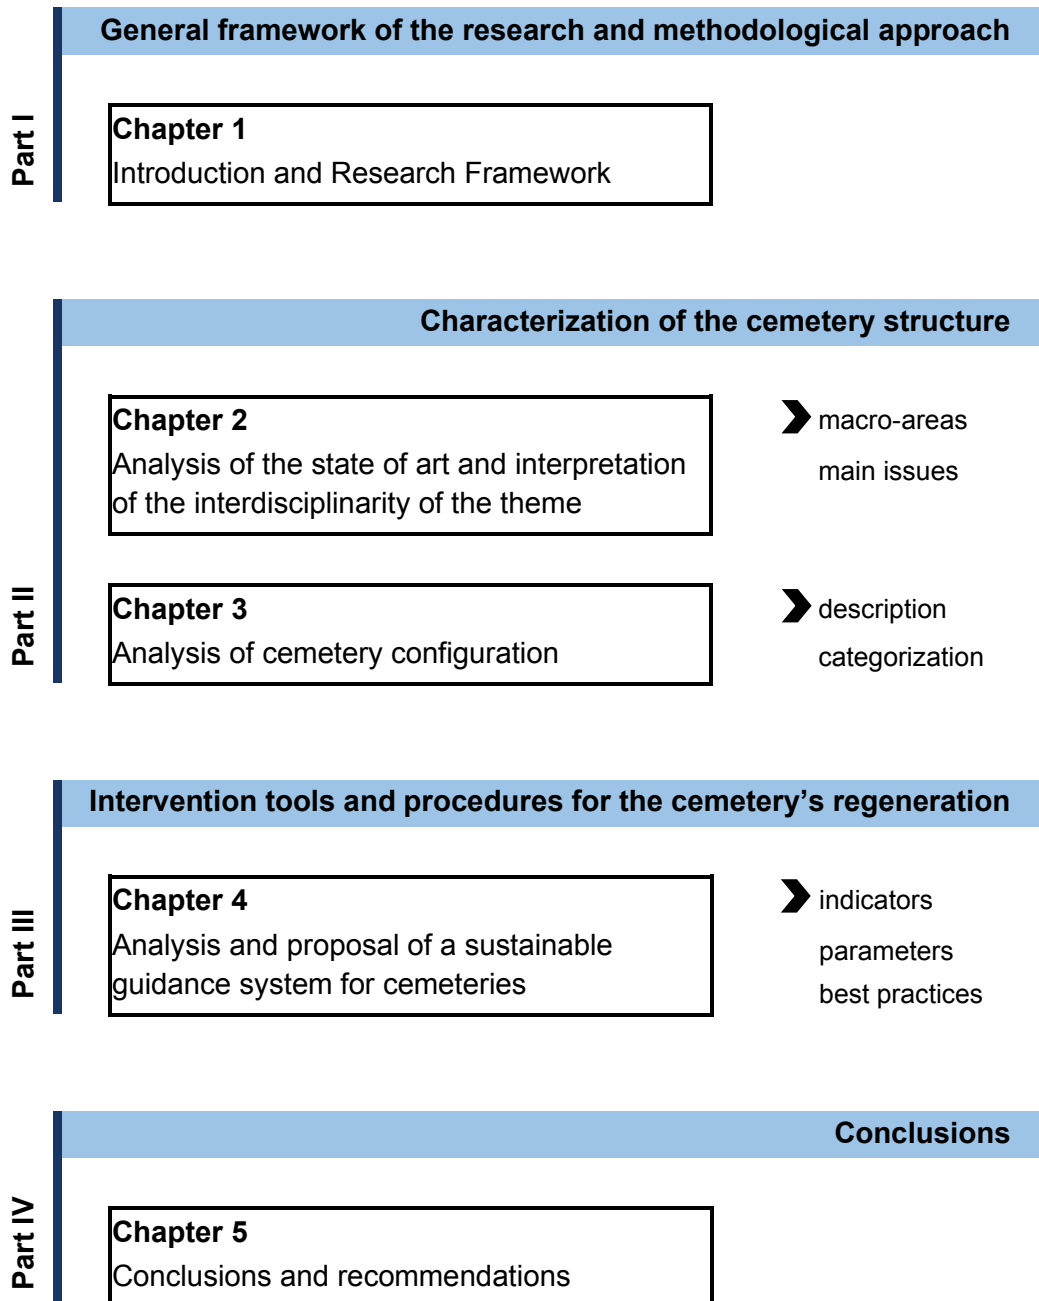 General framework of the research and methodological approach
Part I
Chapter 1
Introduction and Research Framework
Characterization of the cemetery structure
Part II
Chapter 2
Analysis of the state of art and interpretation
of the interdisciplinarity of the theme
macro-areas
main issues
Chapter 3
Analysis of cemetery configuration
description
categorization
Intervention tools and procedures for the cemetery’s regeneration
Part III
Chapter 4
Analysis and proposal of a sustainable
guidance system for cemeteries
indicators
parameters
best practices
Conclusions
Part IV
Chapter 5
Conclusions and recommendations